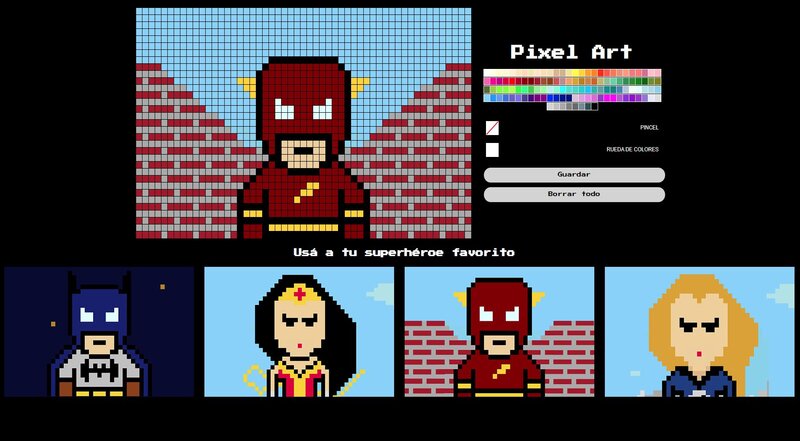 Pixel Art
PINCEL
RUEDA DE COLORES
Guardar
Borrar todo
Usá a tu superhéroe favorito